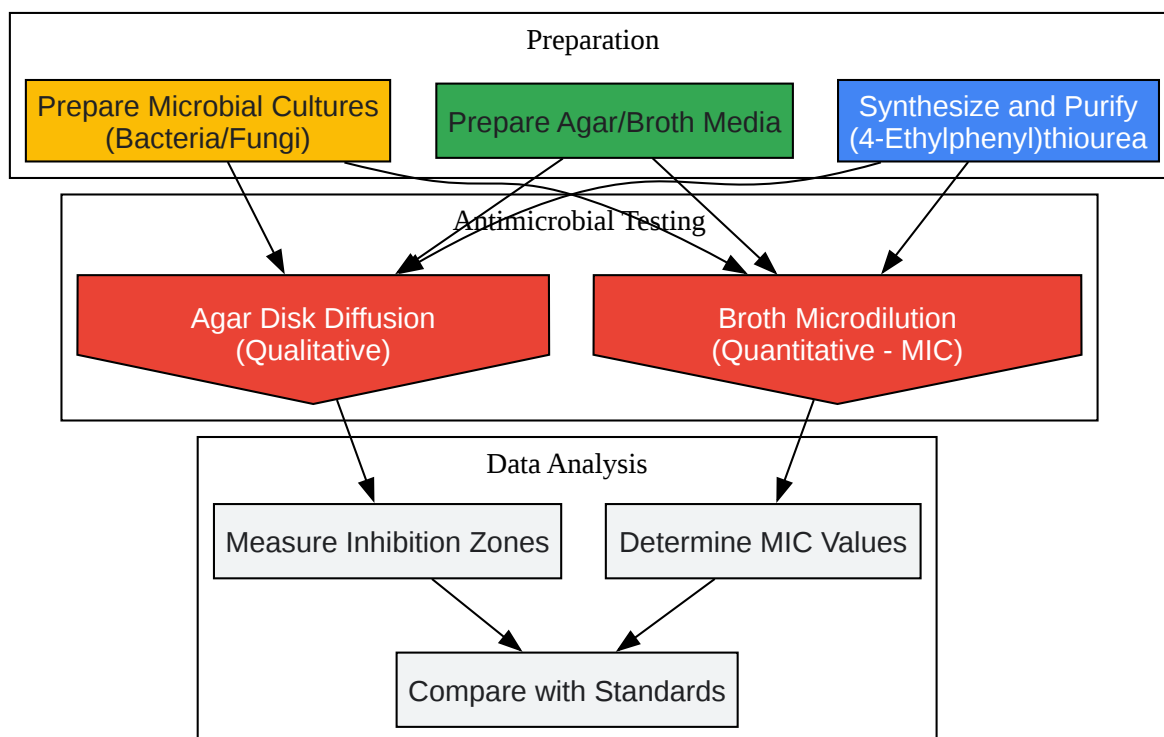 Preparation
Prepare Microbial Cultures
(Bacteria/Fungi)
Prepare Agar/Broth Media
Synthesize and Purify
(4-Ethylphenyl)thiourea
Antimicrobial Testing
Agar Disk Diffusion
(Qualitative)
Broth Microdilution
(Quantitative - MIC)
Data Analysis
Measure Inhibition Zones
Determine MIC Values
Compare with Standards